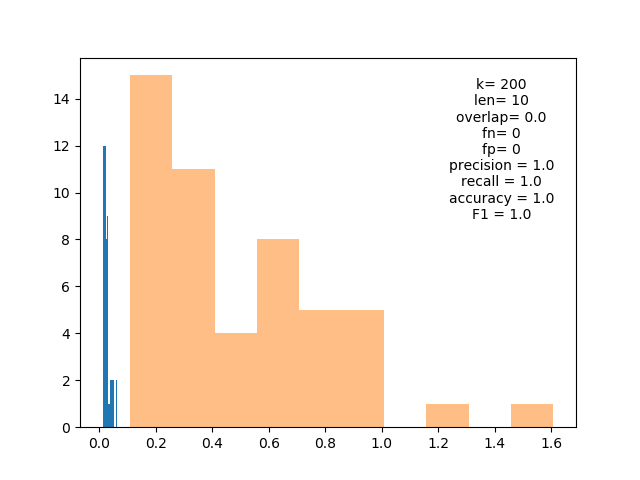 14
12
10
8
6
4
2
0
k= 200
len= 10
overlap= 0.0
fn= 0
fp= 0
precision = 1.0
recall = 1.0
accuracy = 1.0
F1 = 1.0
0.0 0.2 0.4 0.6 0.8 1.0 1.2 1.4 1.6